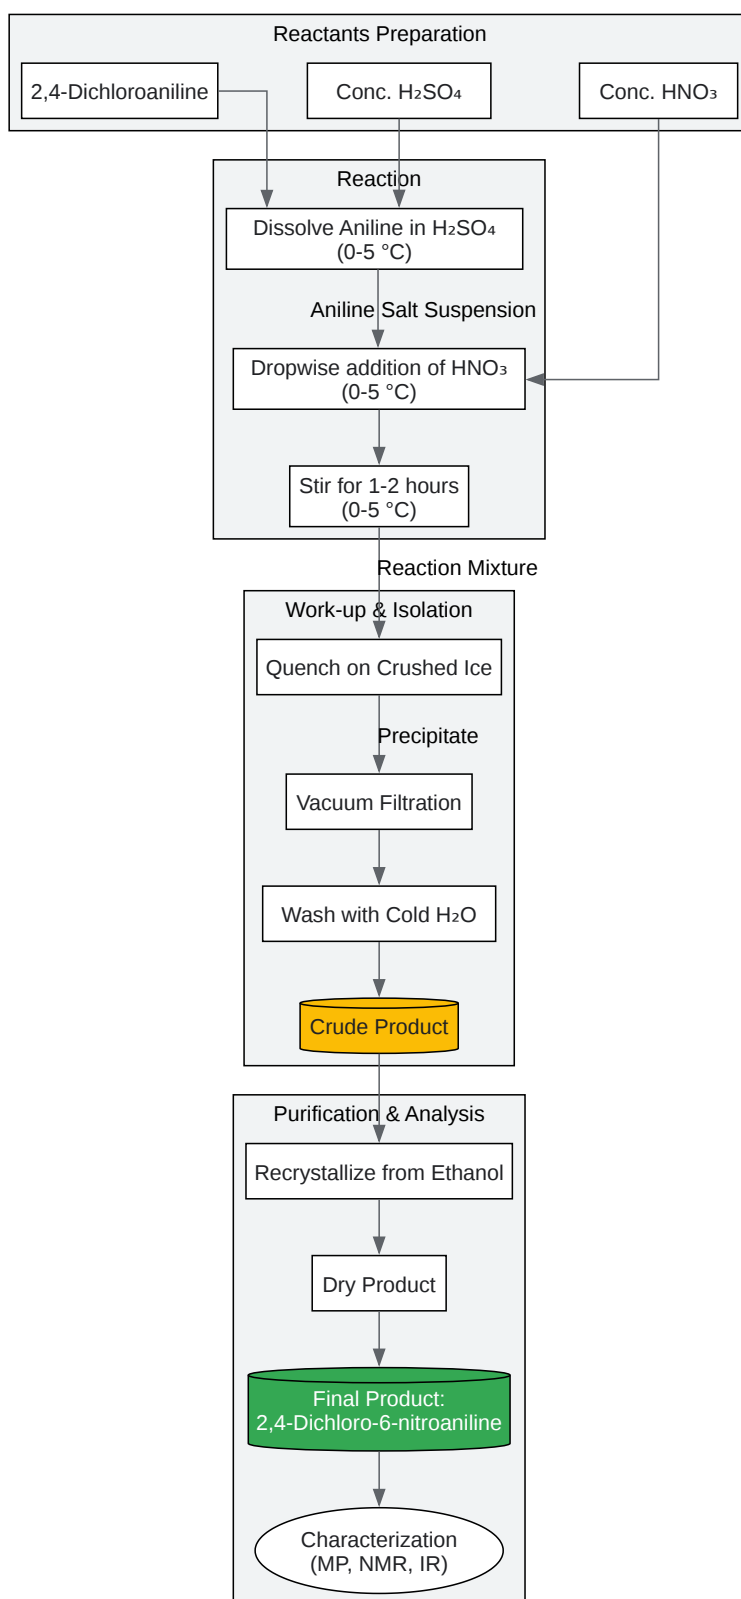 Reactants Preparation
2,4-Dichloroaniline
Conc. H₂SO₄
Conc. HNO₃
Reaction
Dissolve Aniline in H₂SO₄
(0-5 °C)
Aniline Salt Suspension
Dropwise addition of HNO₃
(0-5 °C)
Stir for 1-2 hours
(0-5 °C)
Reaction Mixture
Work-up & Isolation
Quench on Crushed Ice
Precipitate
Vacuum Filtration
Wash with Cold H₂O
Crude Product
Purification & Analysis
Recrystallize from Ethanol
Dry Product
Final Product:
2,4-Dichloro-6-nitroaniline
Characterization
(MP, NMR, IR)